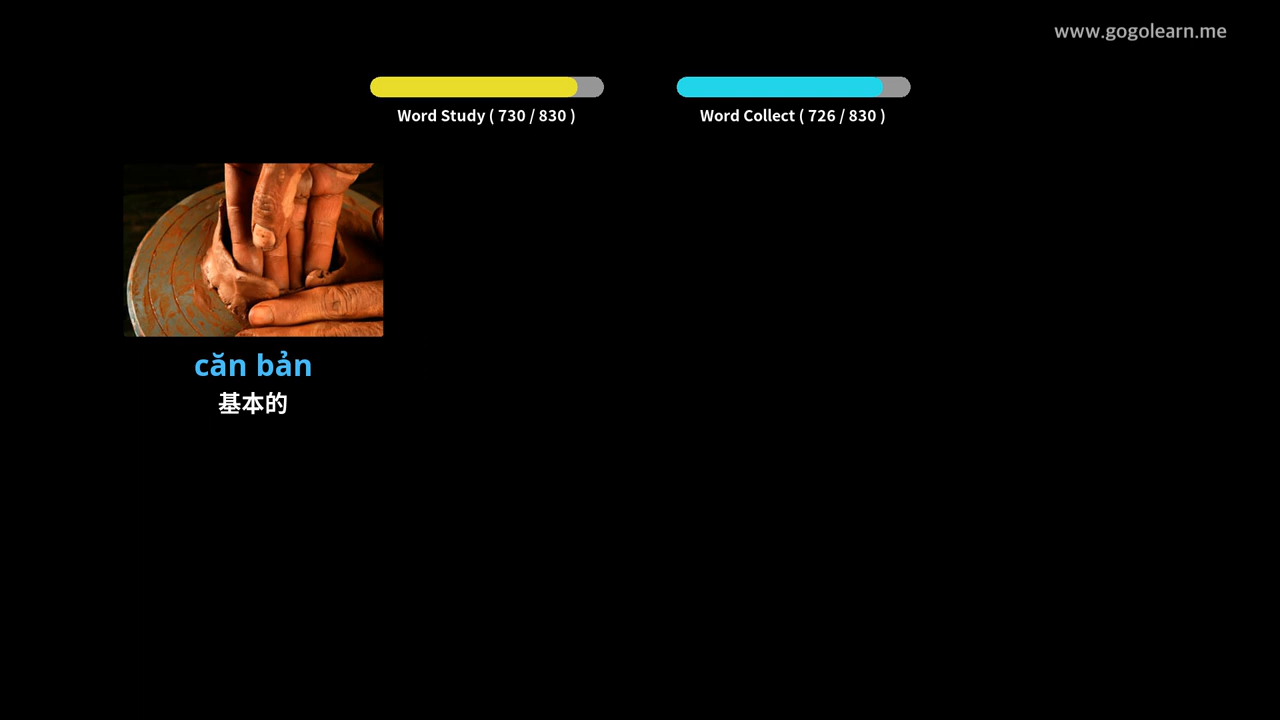 www.gogolearn.me
Word Study ( 730 / 830 )
Word Collect ( 726 / 830 )
căn bản
基本的